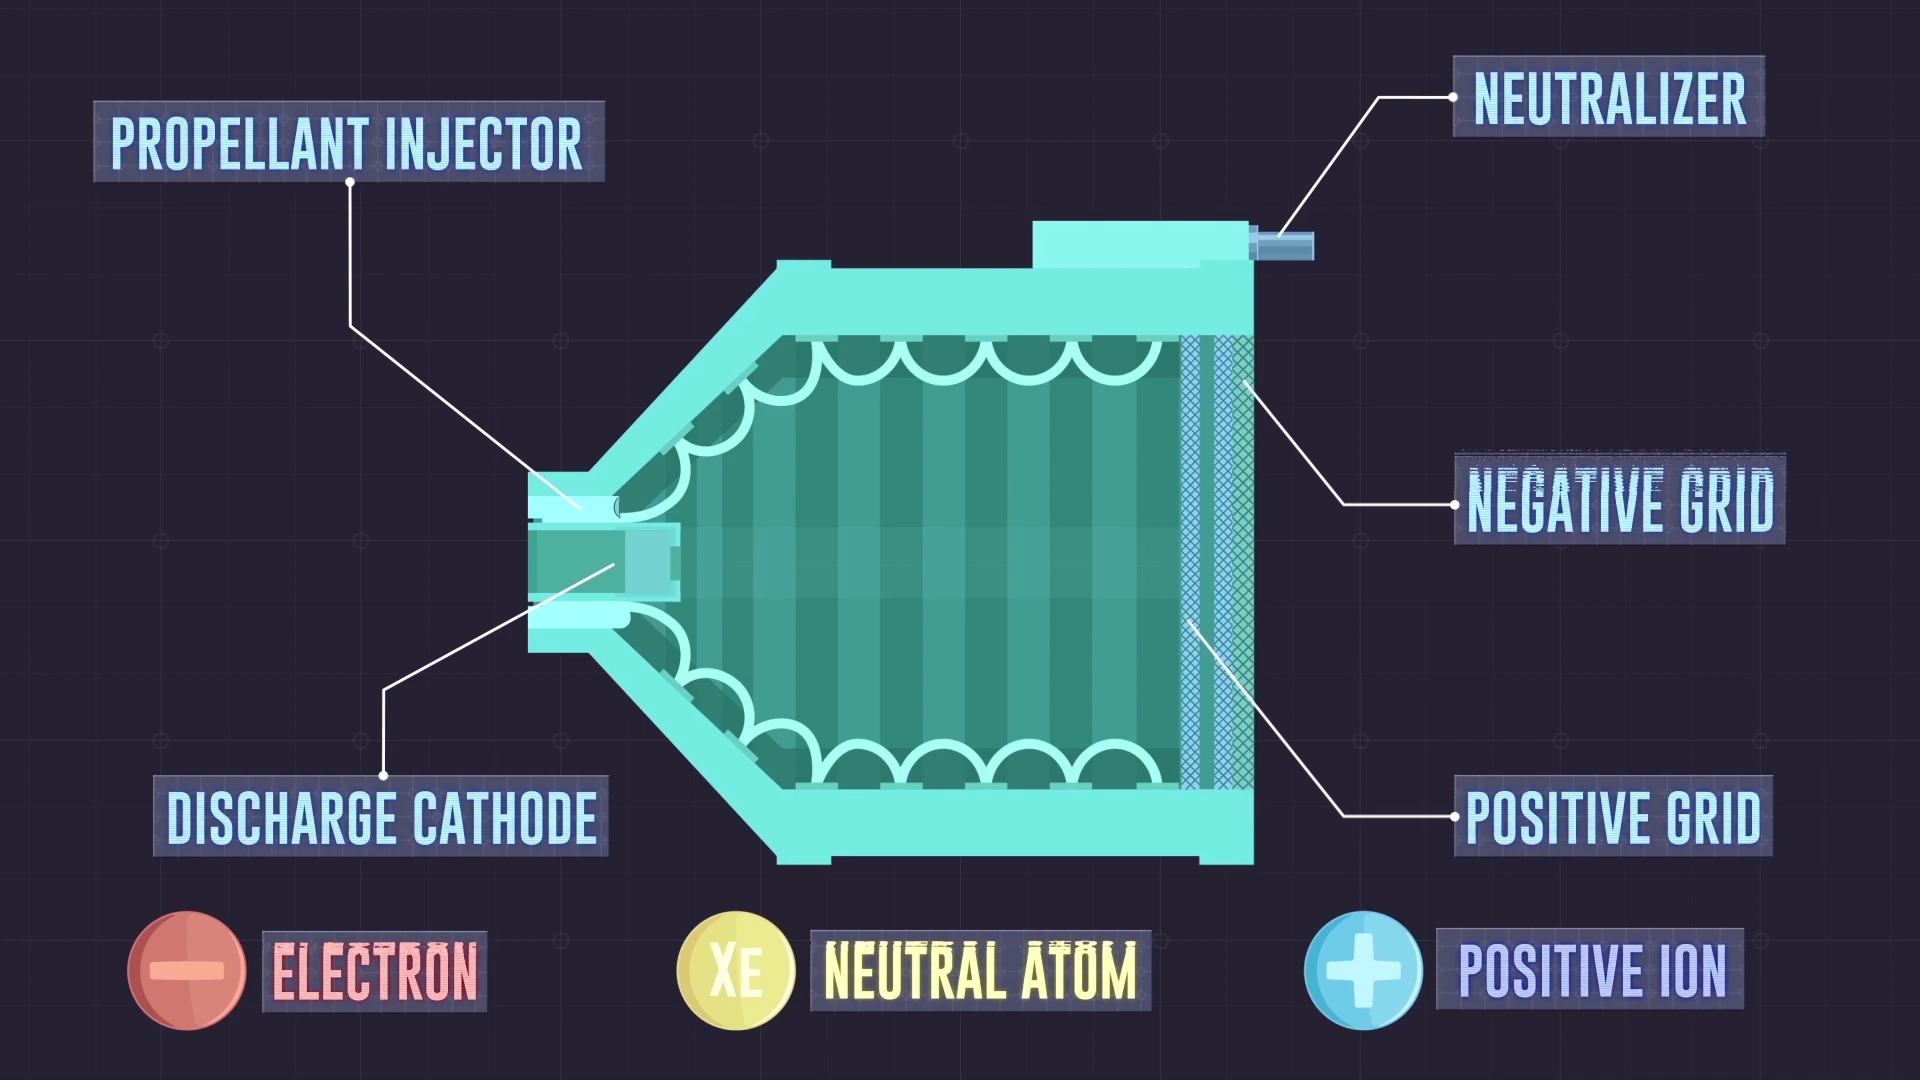 NEUTRALIZER
PROPELLANT INJECTOR
NEGATIVE GRID
DISCHARGE CATHODE
POSITIVE GRID
ELECTRON
XE
NEUTRAL ATOM
POSITIVE ION